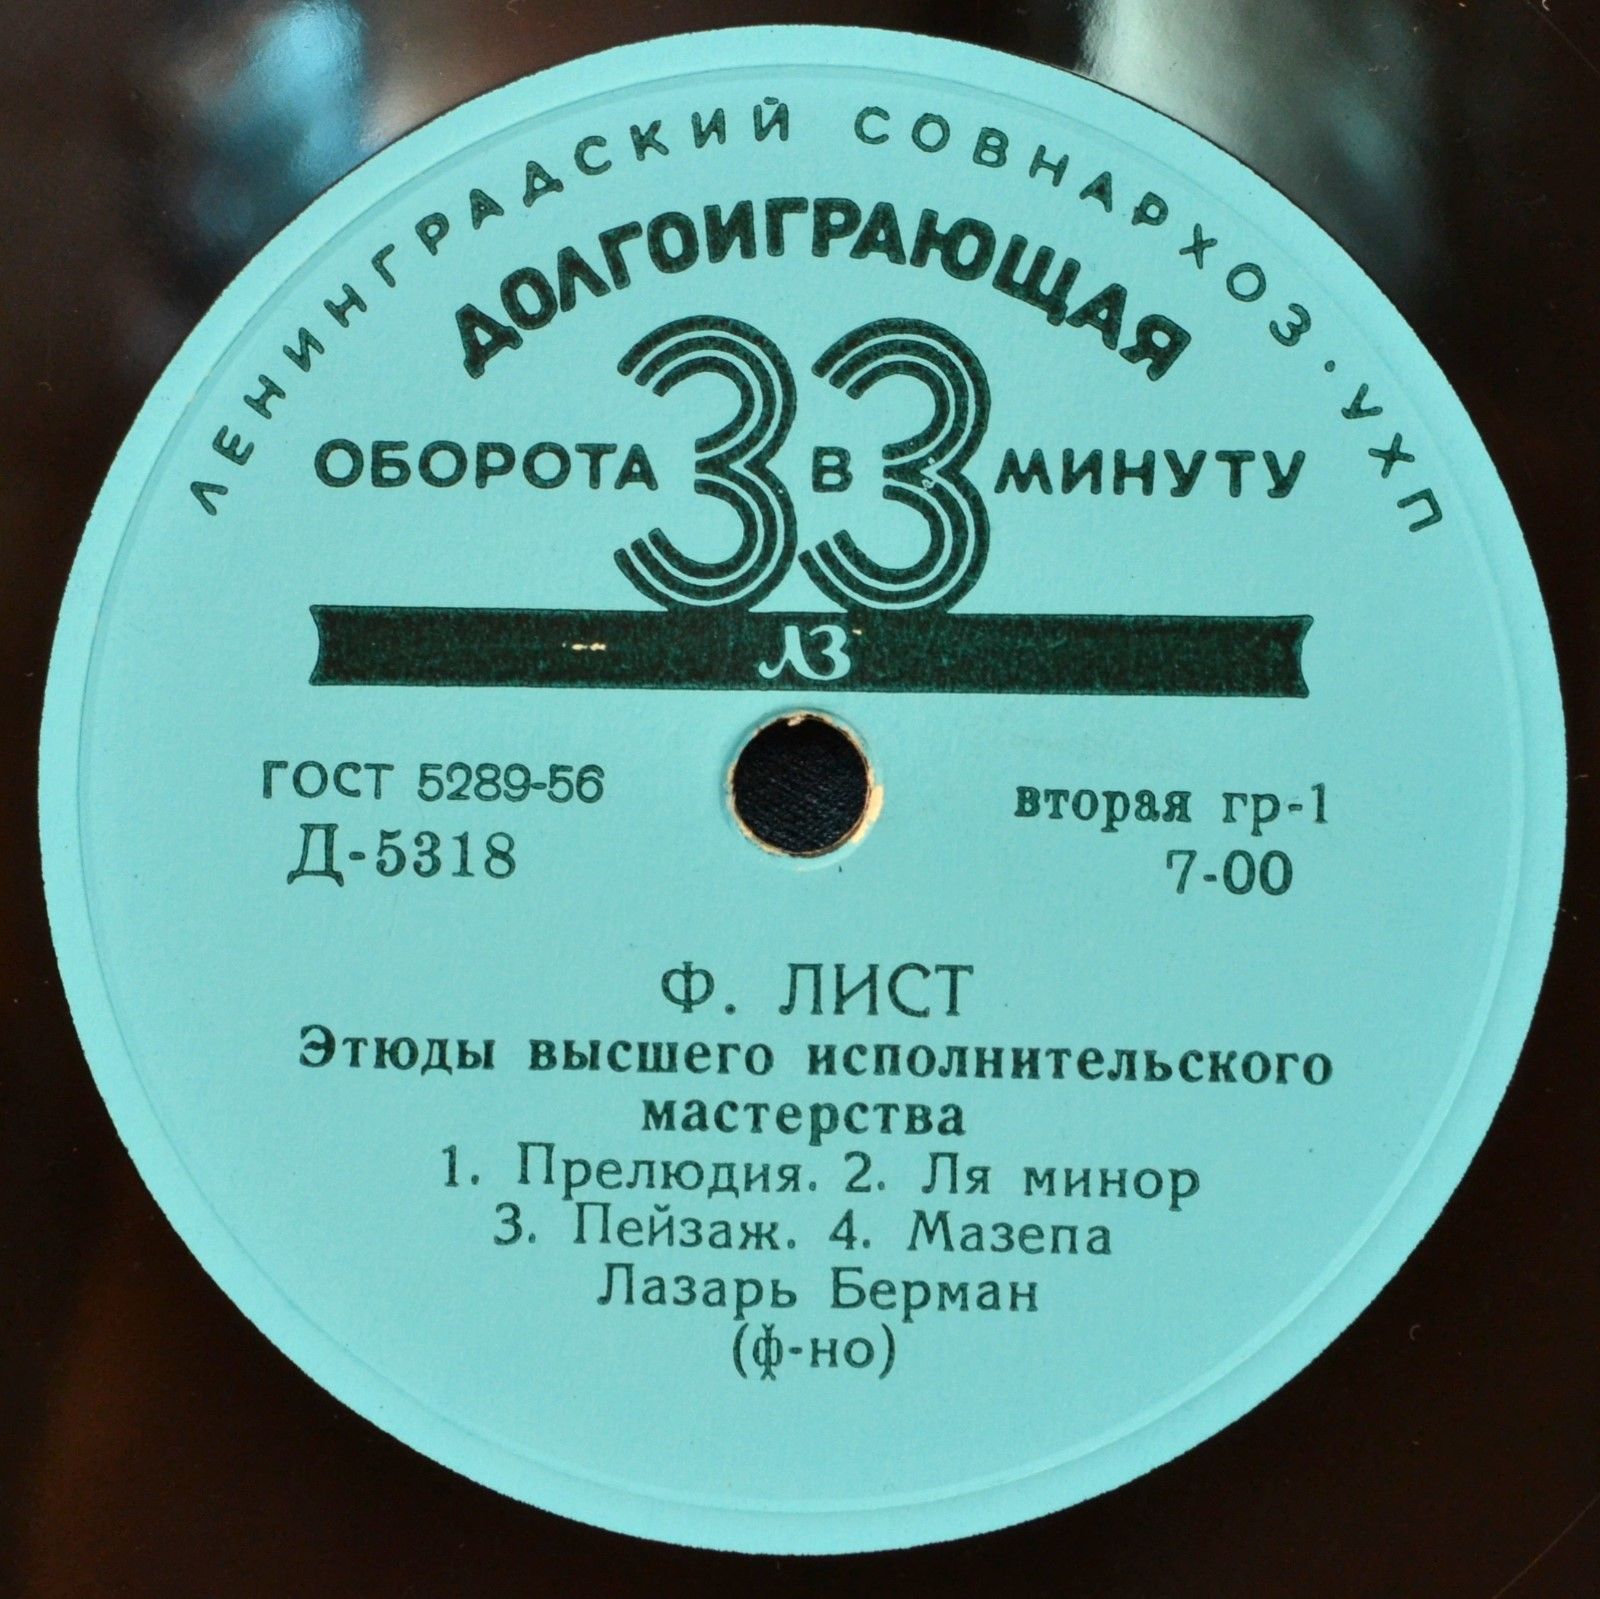 ЛЕНИНГРАДСКИЙ СОВНАРХОЗ · УХП
ДОЛГОИГРАЮЩАЯ
33
ОБОРОТА В МИНУТУ
ЛЗ
ГОСТ 5289-56
Д-5318
вторая гр-1
7-00
Ф. ЛИСТ
Этюды высшего исполнительского
мастерства
1. Прелюдия. 2. Ля минор
3. Пейзаж. 4. Мазепа
Лазарь Берман
(ф-но)